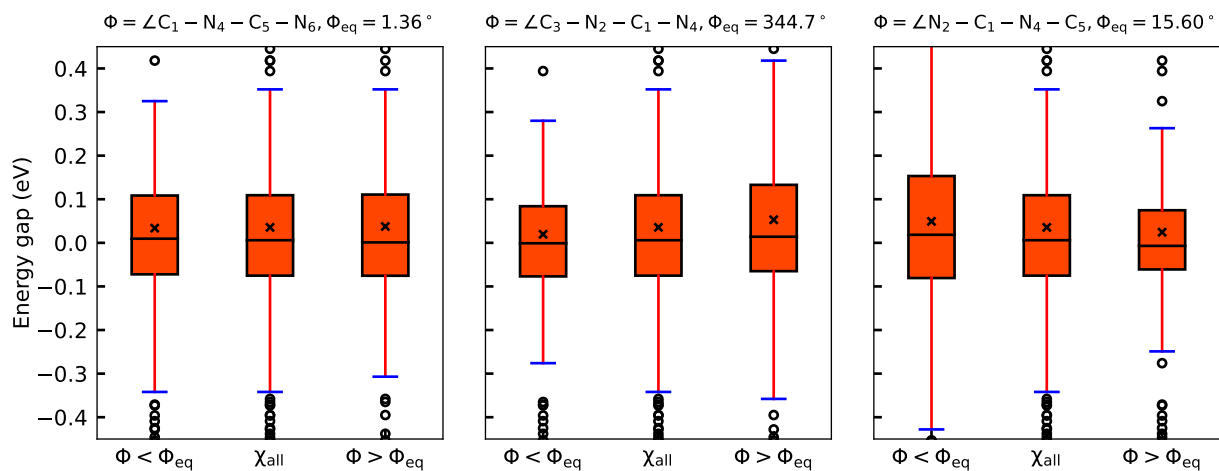 Φ = ∠C₁ − N₄ − C₅ − N₆, Φeq = 1.36°
Φ = ∠C₃ − N₂ − C₁ − N₄, Φeq = 344.7°
Φ = ∠N₂ − C₁ − N₄ − C₅, Φeq = 15.60°
Energy gap (eV)
0.4
0.3
0.2
0.1
0.0
−0.1
−0.2
−0.3
−0.4
Φ < Φeq χall Φ > Φeq
Φ < Φeq χall Φ > Φeq
Φ < Φeq χall Φ > Φeq